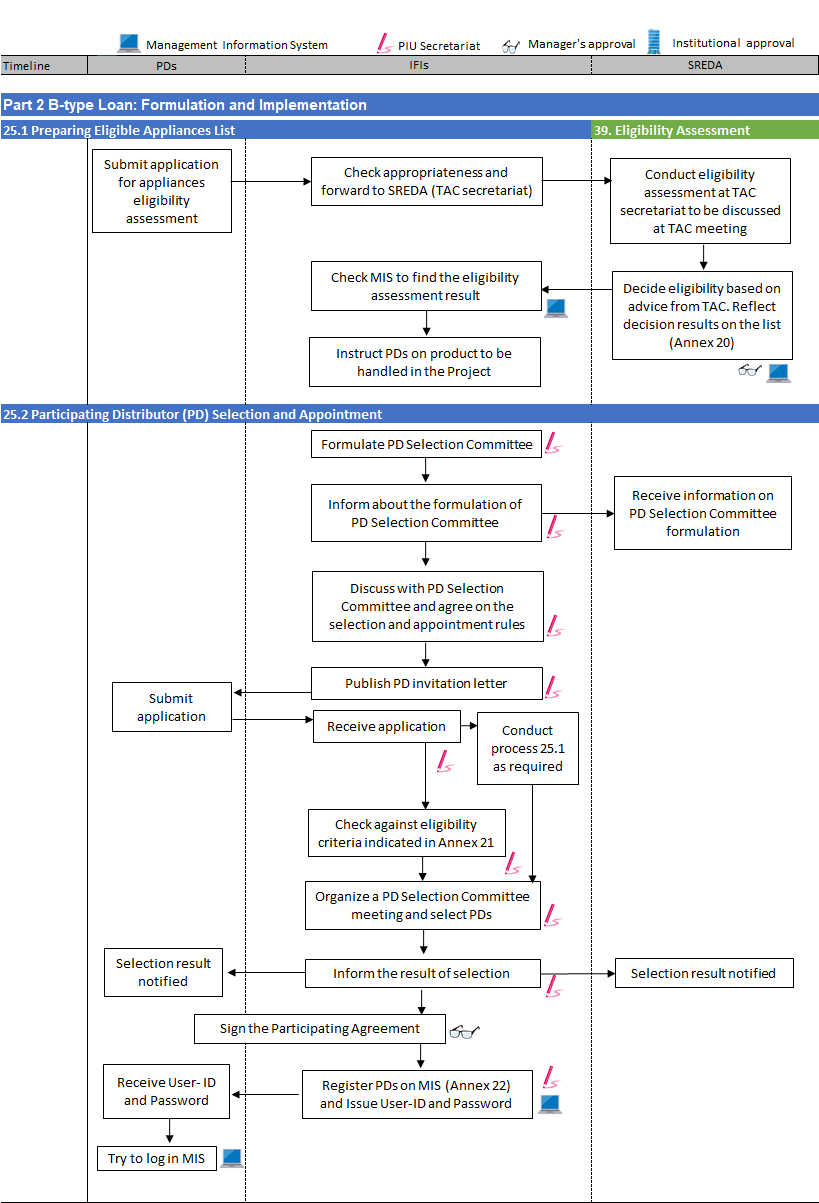 Management Information System
PIU Secretariat
Manager's approval
Institutional approval
Timeline
PDs
IFIs
SREDA
Part 2 B-type Loan: Formulation and Implementation
25.1 Preparing Eligible Appliances List
39. Eligibility Assessment
Submit application
for appliances
eligibility
assessment
Check appropriateness and
forward to SREDA (TAC secretariat)
Conduct eligibility
assessment at TAC
secretariat to be discussed
at TAC meeting
Check MIS to find the eligibility
assessment result
Decide eligibility based on
advice from TAC. Reflect
decision results on the list
(Annex 20)
Instruct PDs on product to be
handled in the Project
25.2 Participating Distributor (PD) Selection and Appointment
Formulate PD Selection Committee
Inform about the formulation of
PD Selection Committee
Receive information on
PD Selection Committee
formulation
Discuss with PD Selection
Committee and agree on the
selection and appointment rules
Publish PD invitation letter
Submit
application
Receive application
Conduct
process 25.1
as required
Check against eligibility
criteria indicated in Annex 21
Organize a PD Selection Committee
meeting and select PDs
Selection result
notified
Inform the result of selection
Selection result notified
Sign the Participating Agreement
Receive User- ID
and Password
Register PDs on MIS (Annex 22)
and Issue User-ID and Password
Try to log in MIS